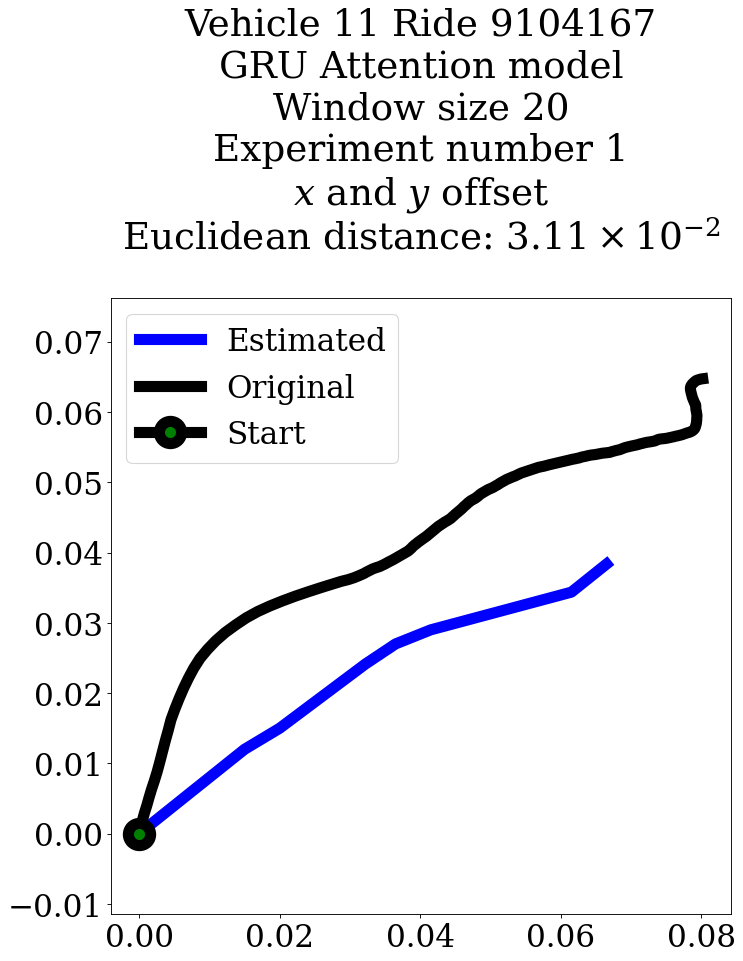 Vehicle 11 Ride 9104167
GRU Attention model
Window size 20
Experiment number 1
x and y offset
Euclidean distance: 3.11 × 10⁻²
Estimated
Original
Start
0.07
0.06
0.05
0.04
0.03
0.02
0.01
0.00
−0.01
0.00 0.02 0.04 0.06 0.08